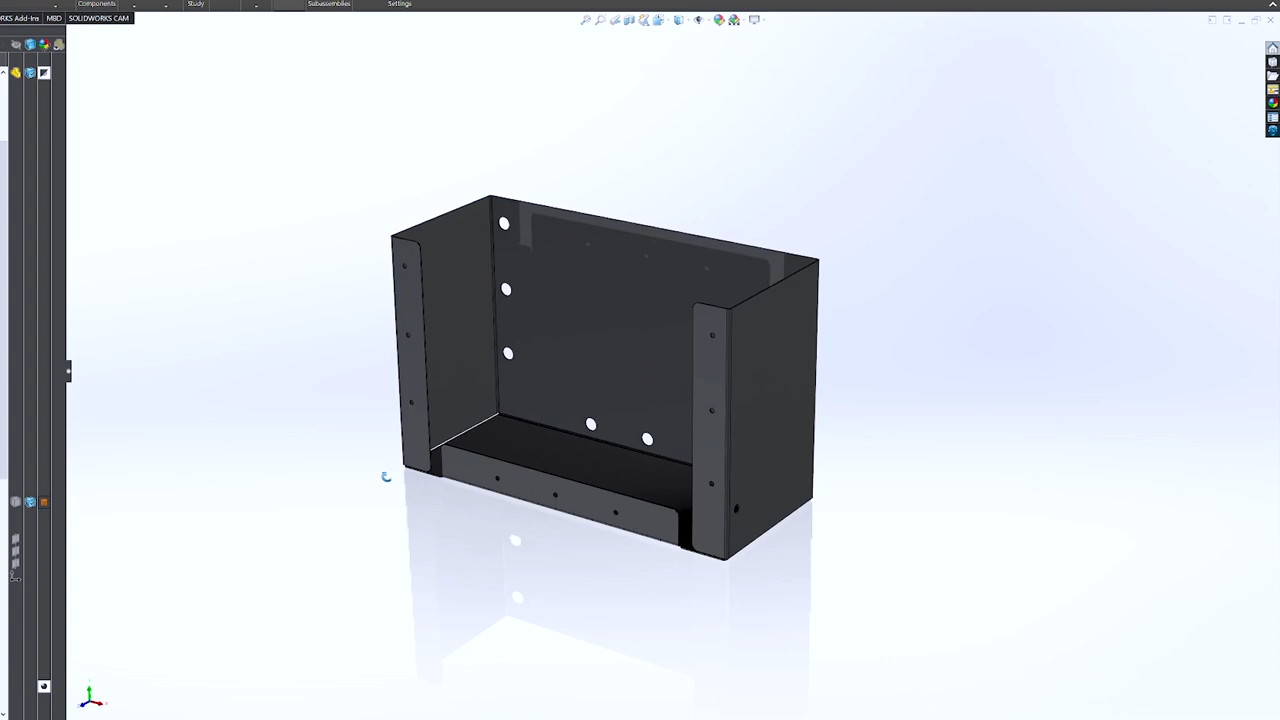 Components
Study
Subassemblies
Settings
RKS Add-Ins MBD SOLIDWORKS CAM